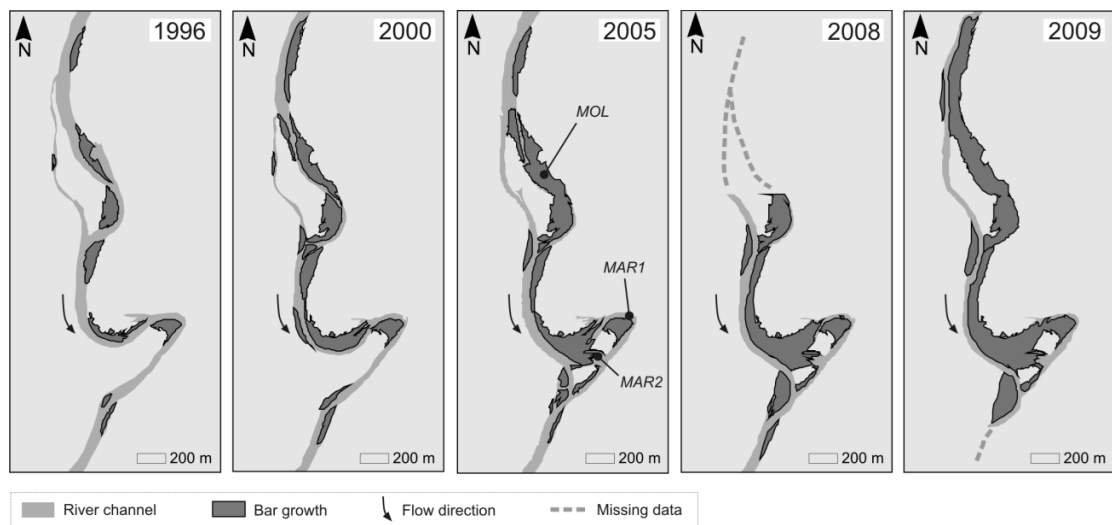 1996
N
200 m
2000
N
200 m
2005
N
MOL
MAR1
MAR2
200 m
2008
N
200 m
2009
N
200 m
River channel
Bar growth
Flow direction
Missing data